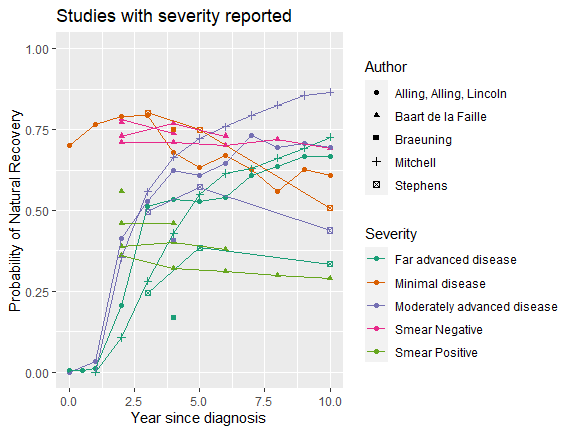 Studies with severity reported
Probability of Natural Recovery
1.00
0.75
0.50
0.25
0.00
0.0
2.5
5.0
7.5
10.0
Year since diagnosis
Author
Alling, Alling, Lincoln
Baart de la Faille
Braeuning
Mitchell
Stephens
Severity
Far advanced disease
Minimal disease
Moderately advanced disease
Smear Negative
Smear Positive